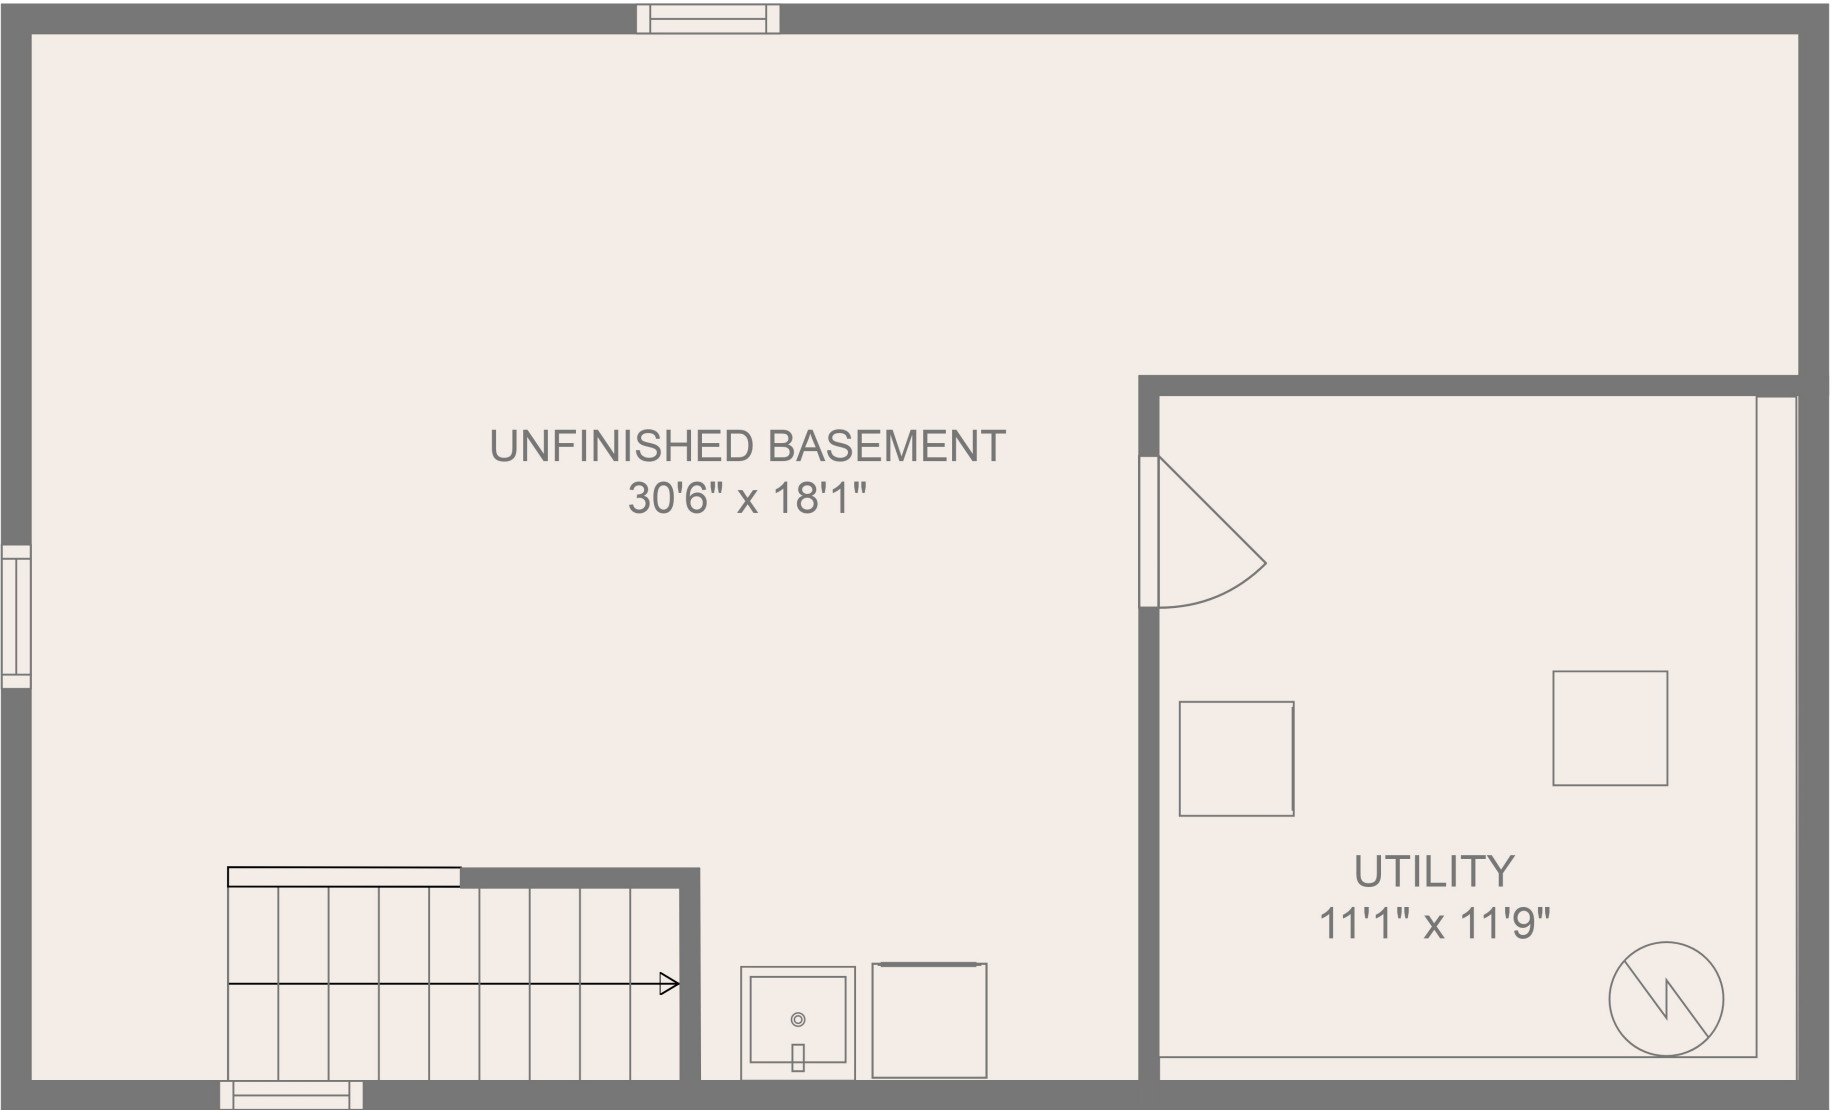 UNFINISHED BASEMENT
30'6" x 18'1"
UTILITY
11'1" x 11'9"